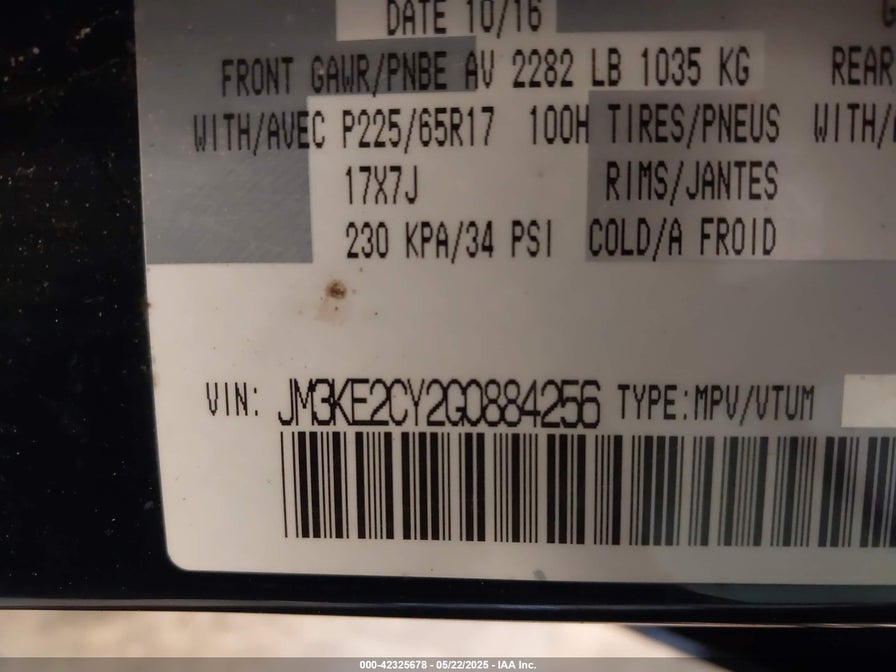 DATE 10/16
FRONT GAWR/PNBE AV 2282 LB 1035 KG REAR
WITH/AVEC P225/65R17 100H TIRES/PNEUS WITH/
17X7J RIMS/JANTES
230 KPA/34 PSI COLD/A FROID
VIN: JM3KE2CY2G0884256 TYPE:MPV/VTUM
000-42325678 - 05/22/2025 - IAA Inc.